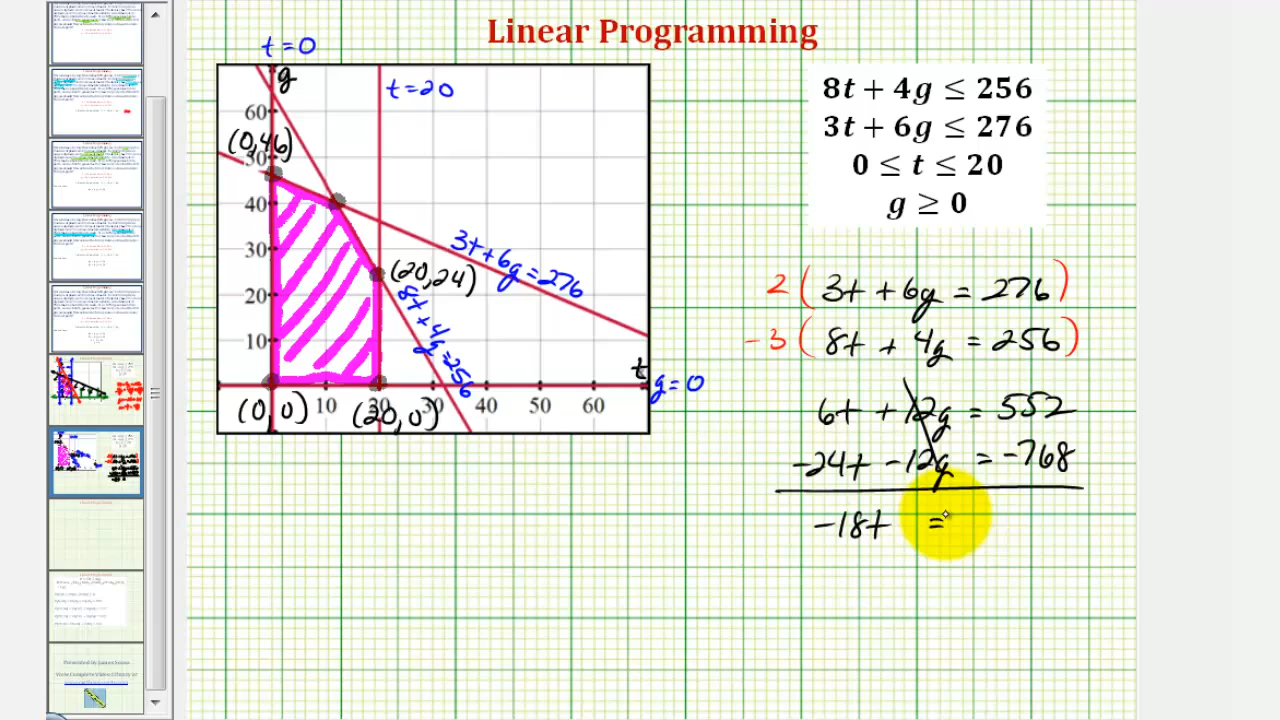 Linear Programming
t=0
g
t=20
60
(0,46)
50
40
30
20
10
(20,24)
3t+6g=276
8t+4g=256
t
g=0
10 20 30 40 50 60
(0,0)
(20,0)
8t + 4g ≤ 256
3t + 6g ≤ 276
0 ≤ t ≤ 20
g ≥ 0
2(3t + 6g = 276)
-3(8t + 4g = 256)
6t + 12g = 552
-24t - 12g = -768
-18t =